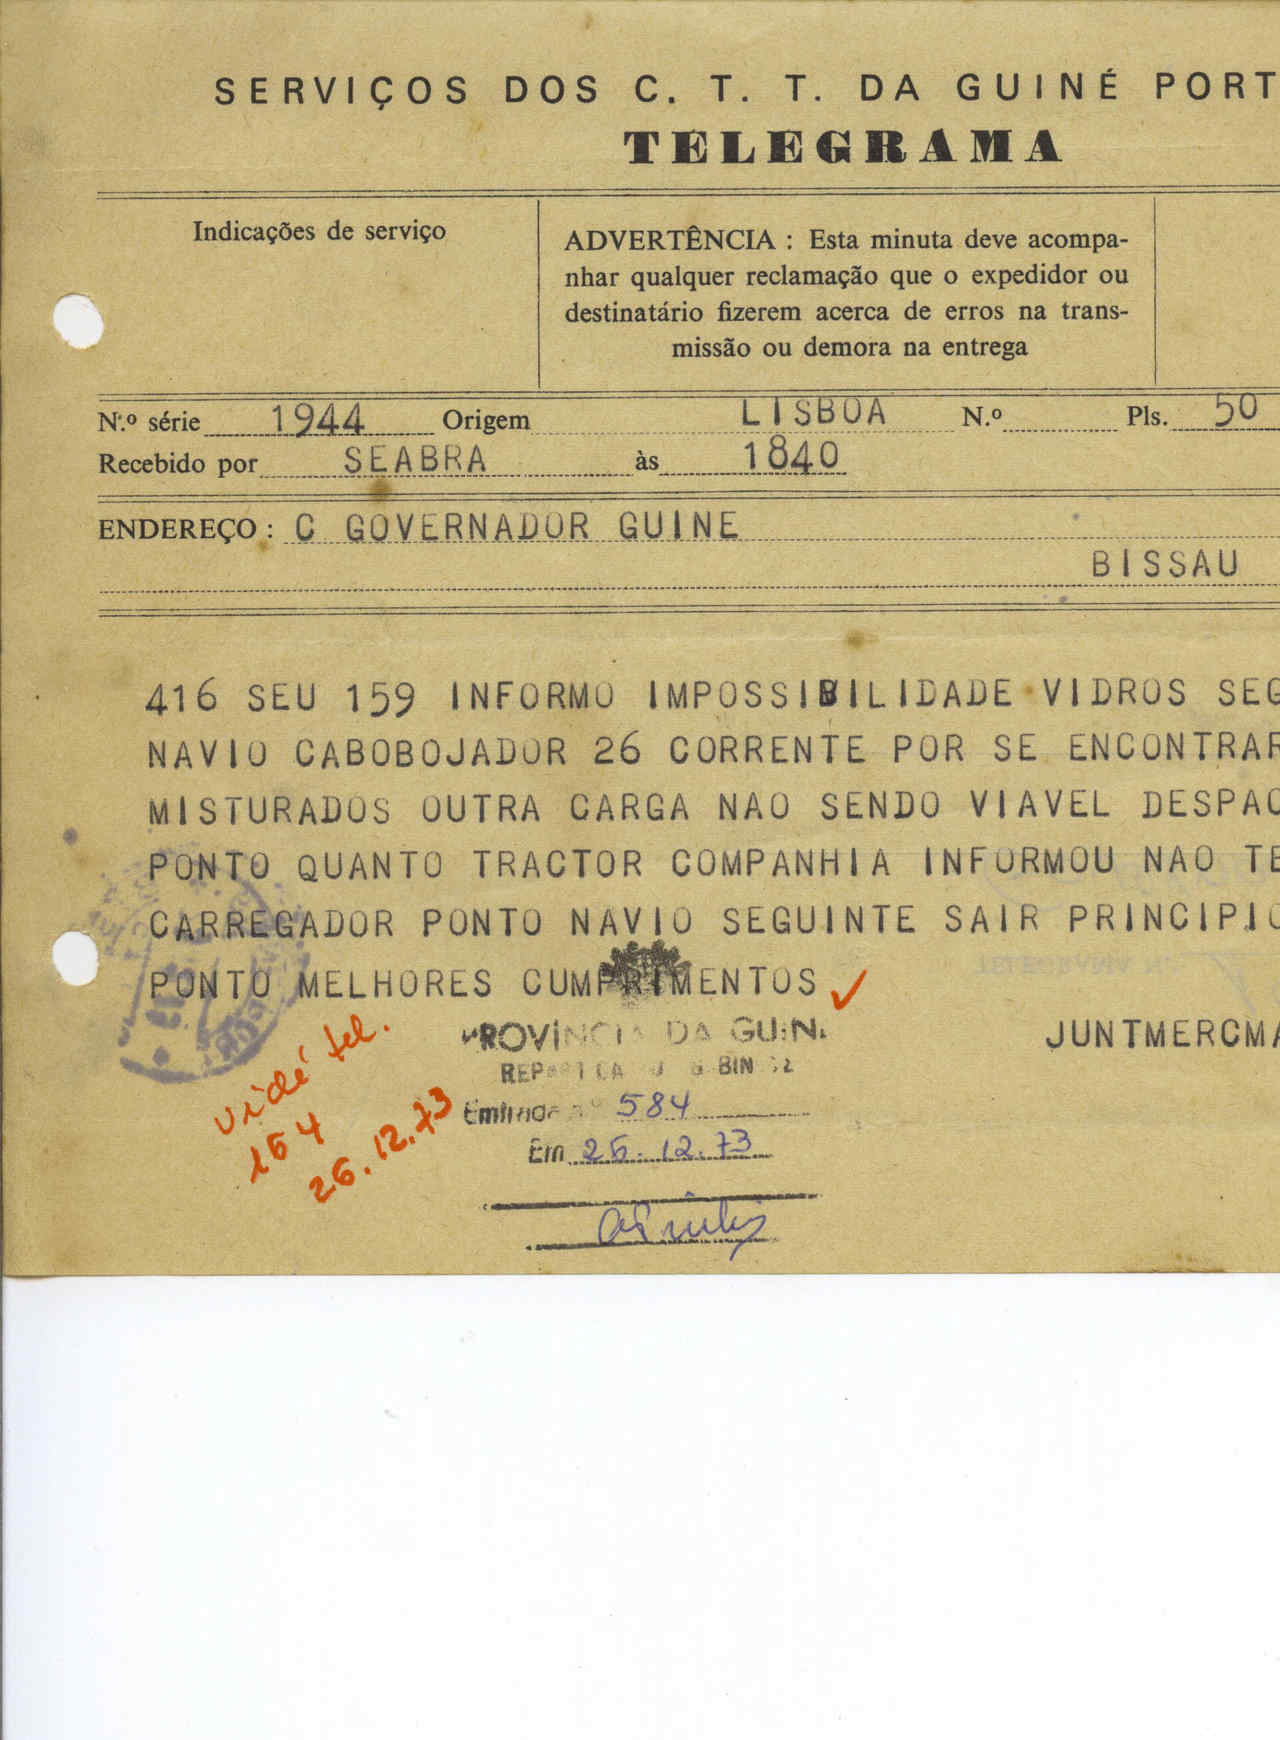 SERVIÇOS DOS C. T. T. DA GUINÉ PORT
TELEGRAMA
Indicações de serviço
ADVERTÊNCIA : Esta minuta deve acompa-
nhar qualquer reclamação que o expedidor ou
destinatário fizerem acerca de erros na trans-
missão ou demora na entrega
N.º série 1944 Origem LISBOA N.º Pls. 50
Recebido por SEABRA às 1840
ENDEREÇO : C GOVERNADOR GUINE
BISSAU
416 SEU 159 INFORMO IMPOSSIBILIDADE VIDROS SEG
NAVIO CABOBOJADOR 26 CORRENTE POR SE ENCONTRAR
MISTURADOS OUTRA CARGA NAO SENDO VIAVEL DESPAC
PONTO QUANTO TRACTOR COMPANHIA INFORMOU NAO TE
CARREGADOR PONTO NAVIO SEGUINTE SAIR PRINCIPIO
PONTO MELHORES CUMPRIMENTOS
JUNTMERCMA
PROVÍNCIA DA GUINÉ
Entrada nº 584
Em 26.12.73
vidé tel.
154
26.12.73